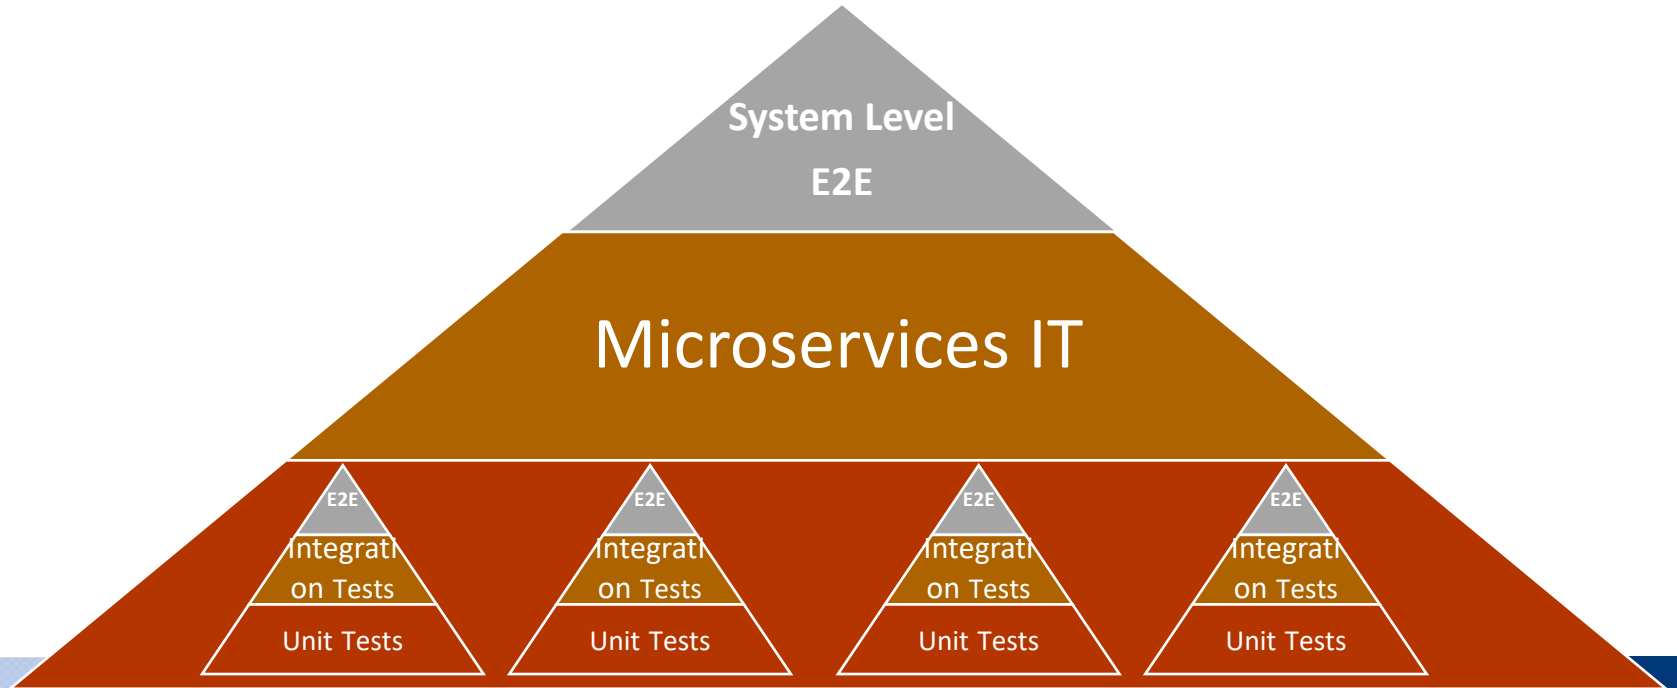 System Level
E2E
Microservices IT
E2E
Integrati
on Tests
Unit Tests
E2E
Integrati
on Tests
Unit Tests
E2E
Integrati
on Tests
Unit Tests
E2E
Integrati
on Tests
Unit Tests